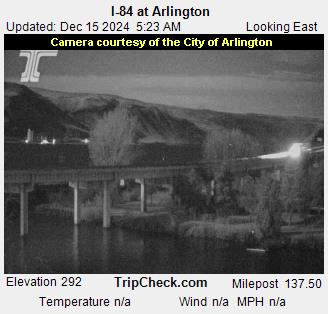 I-84 at Arlington
Updated: Dec 15 2024 5:23 AM Looking East
Camera courtesy of the City of Arlington
Elevation 292 TripCheck.com Milepost 137.50
Temperature n/a Wind n/a MPH n/a